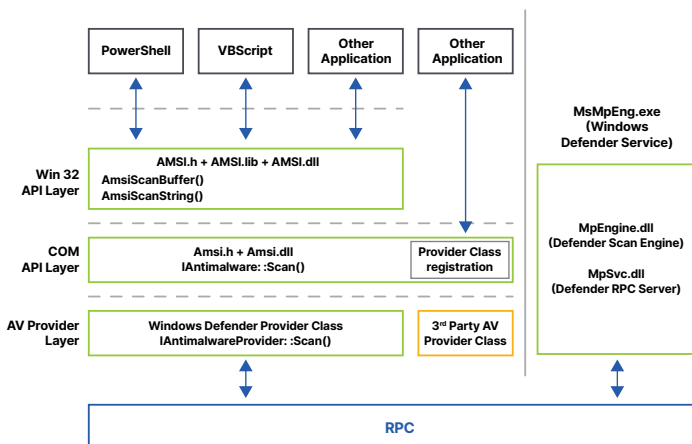 PowerShell
VBScript
Other
Application
Other
Application
MsMpEng.exe
(Windows
Defender Service)
Win 32
API Layer
AMSI.h + AMSI.lib + AMSI.dll
AmsiScanBuffer()
AmsiScanString()
COM
API Layer
Amsi.h + Amsi.dll
IAntimalware: :Scan()
Provider Class
registration
MpEngine.dll
(Defender Scan Engine)
MpSvc.dll
(Defender RPC Server)
AV Provider
Layer
Windows Defender Provider Class
IAntimalwareProvider: :Scan()
3rd Party AV
Provider Class
RPC